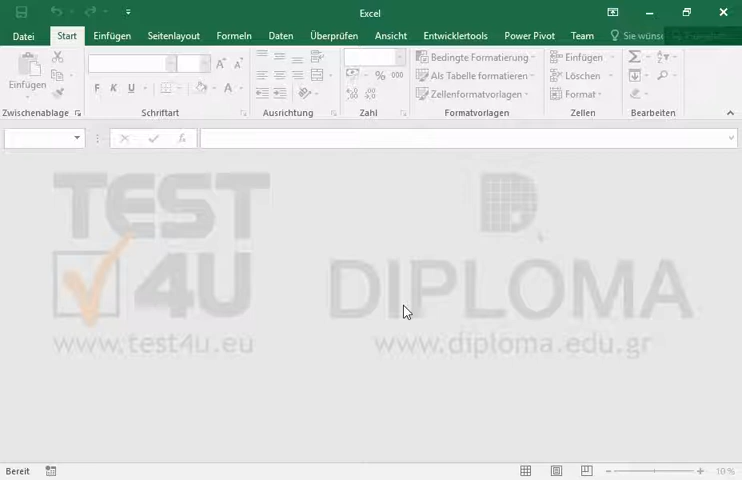 Excel
Datei Start Einfügen Seitenlayout Formeln Daten Überprüfen Ansicht Entwicklertools Power Pivot Team Sie wünsc
Einfügen
F K U
A A
A
% 000
Bedingte Formatierung
Als Tabelle formatieren
Zellenformatvorlagen
Einfügen
Löschen
Format
Zwischenablage Schriftart Ausrichtung Zahl Formatvorlagen Zellen Bearbeiten
fx
TEST
4U
www.test4u.eu
D
DIPLOMA
www.diploma.edu.gr
Bereit
10 %